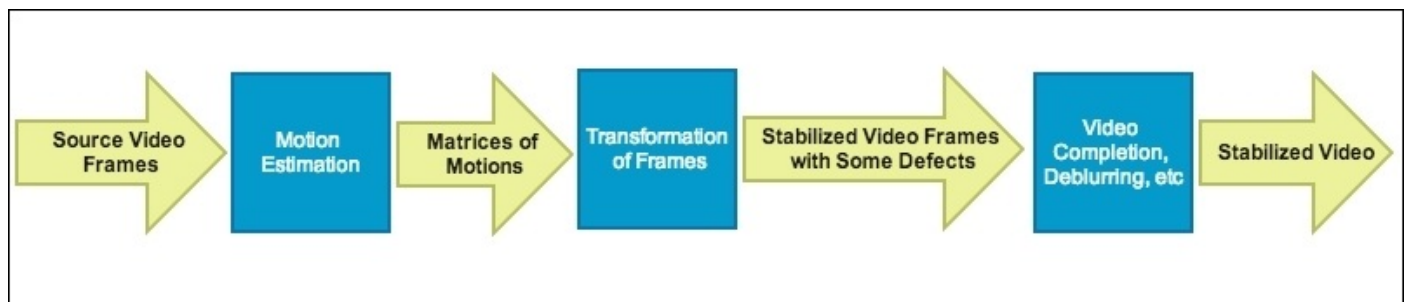 Source Video
Frames
Motion
Estimation
Matrices of
Motions
Transformation
of Frames
Stabilized Video Frames
with Some Defects
Video
Completion,
Deblurring, etc
Stabilized Video